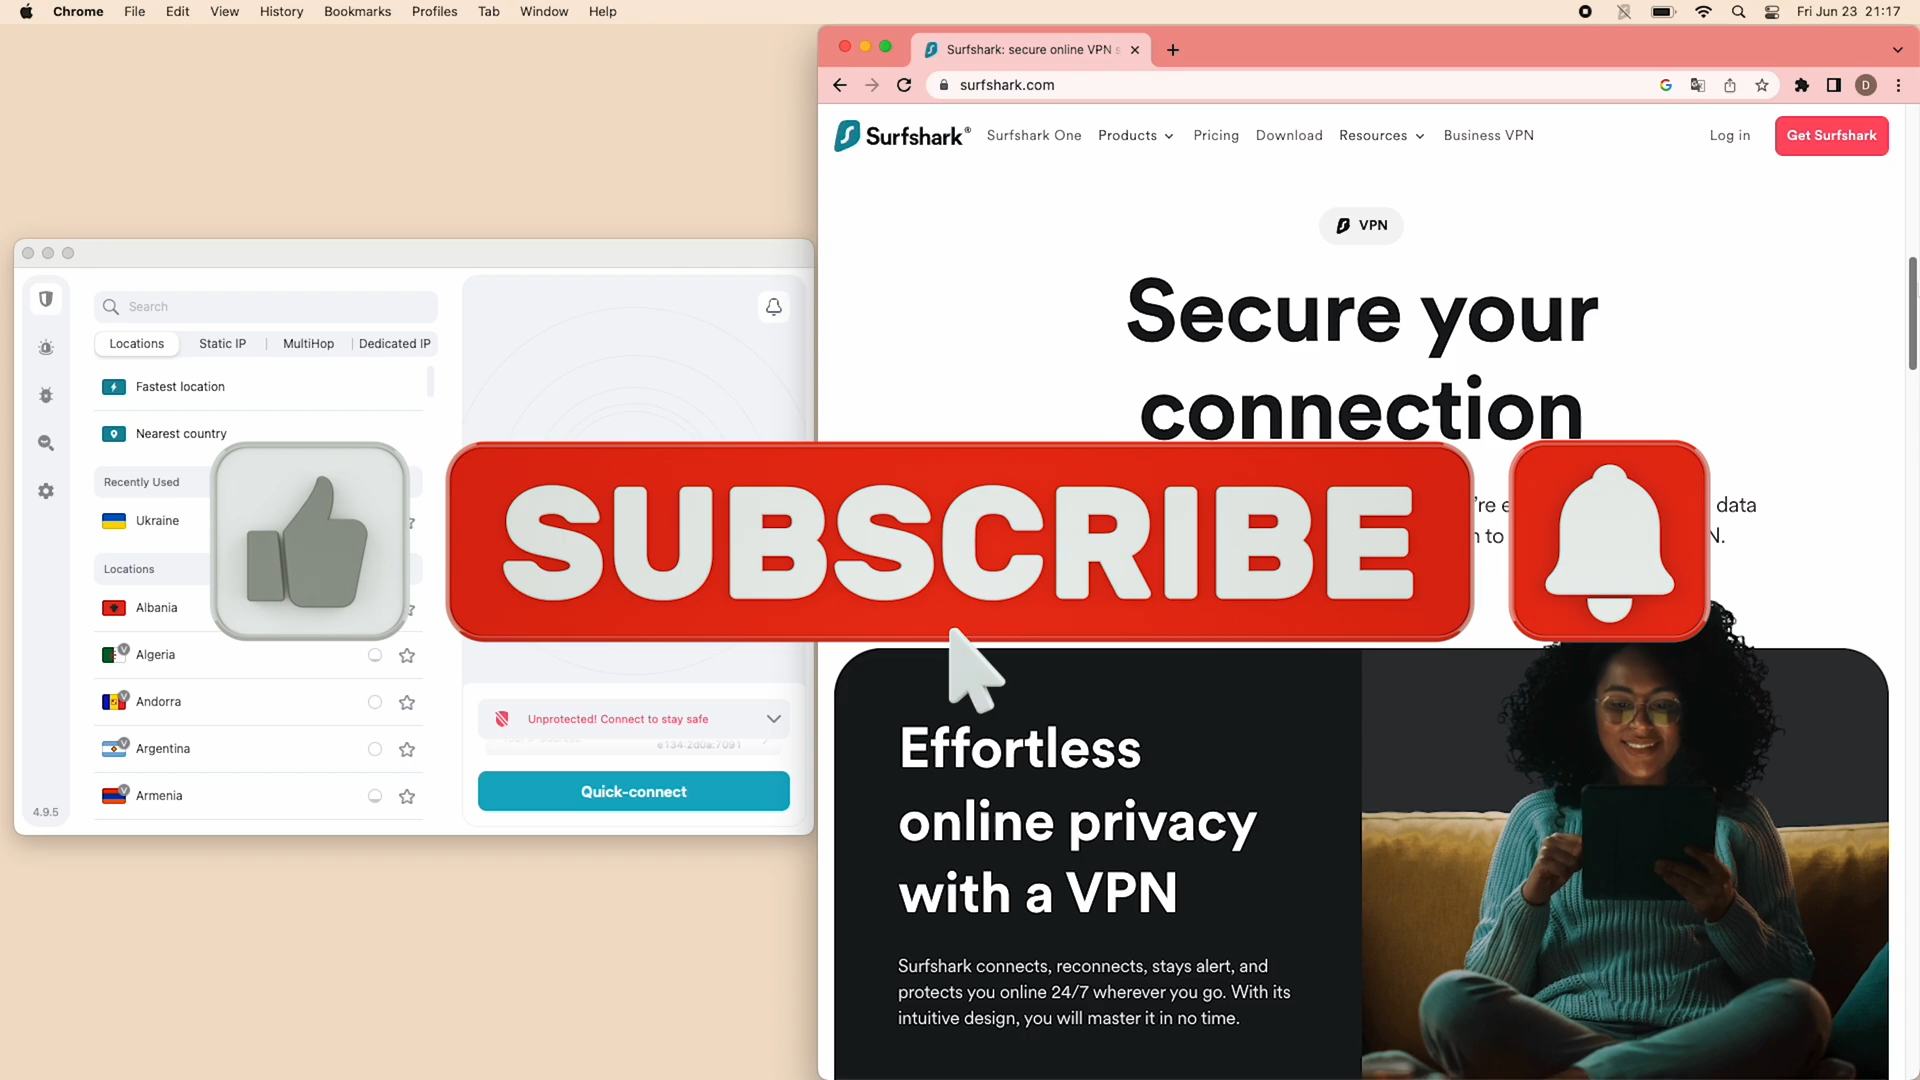 Chrome File Edit View History Bookmarks Profiles Tab Window Help
Fri Jun 23 21:17
Surfshark: secure online VPN
surfshark.com
D
Surfshark®
Surfshark One Products Pricing Download Resources Business VPN
Log in
Get Surfshark
VPN
Secure your
connection
data
Search
Locations Static IP MultiHop Dedicated IP
Fastest location
Nearest country
Recently Used
Ukraine
Locations
Albania
V
Algeria
V
Andorra
V
Argentina
V
Armenia
4.9.5
Unprotected! Connect to stay safe
Quick-connect
SUBSCRIBE
Effortless
online privacy
with a VPN
Surfshark connects, reconnects, stays alert, and
protects you online 24/7 wherever you go. With its
intuitive design, you will master it in no time.